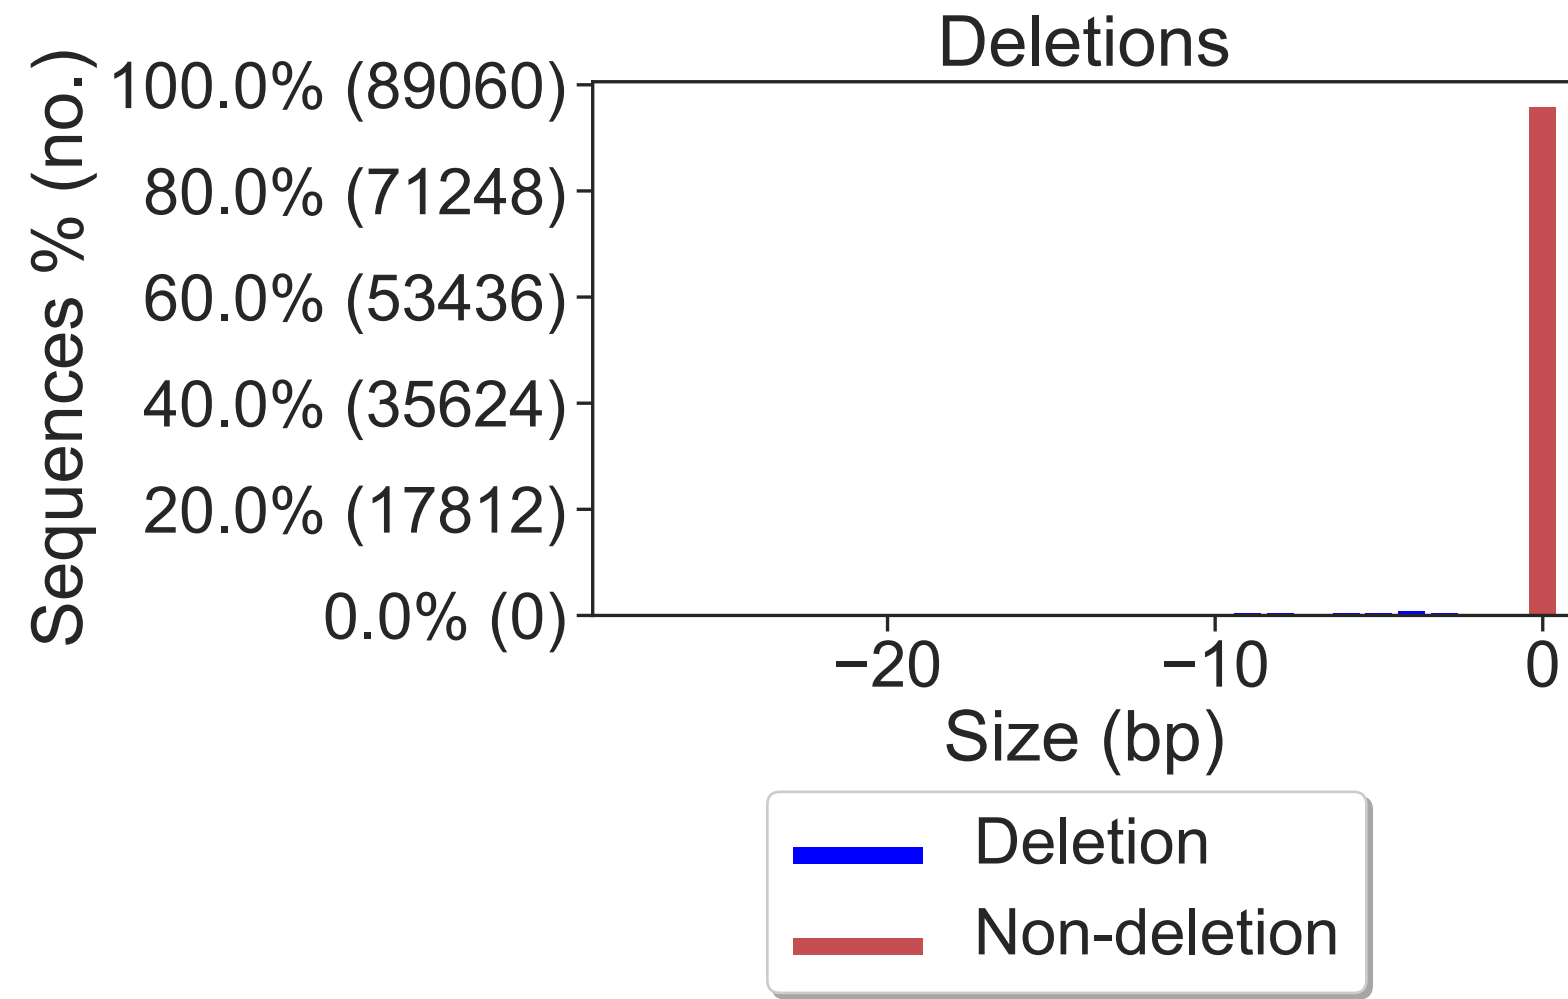 Deletions
Sequences % (no.)
100.0% (89060)
80.0% (71248)
60.0% (53436)
40.0% (35624)
20.0% (17812)
0.0% (0)
−20 −10 0
Size (bp)
Deletion
Non-deletion